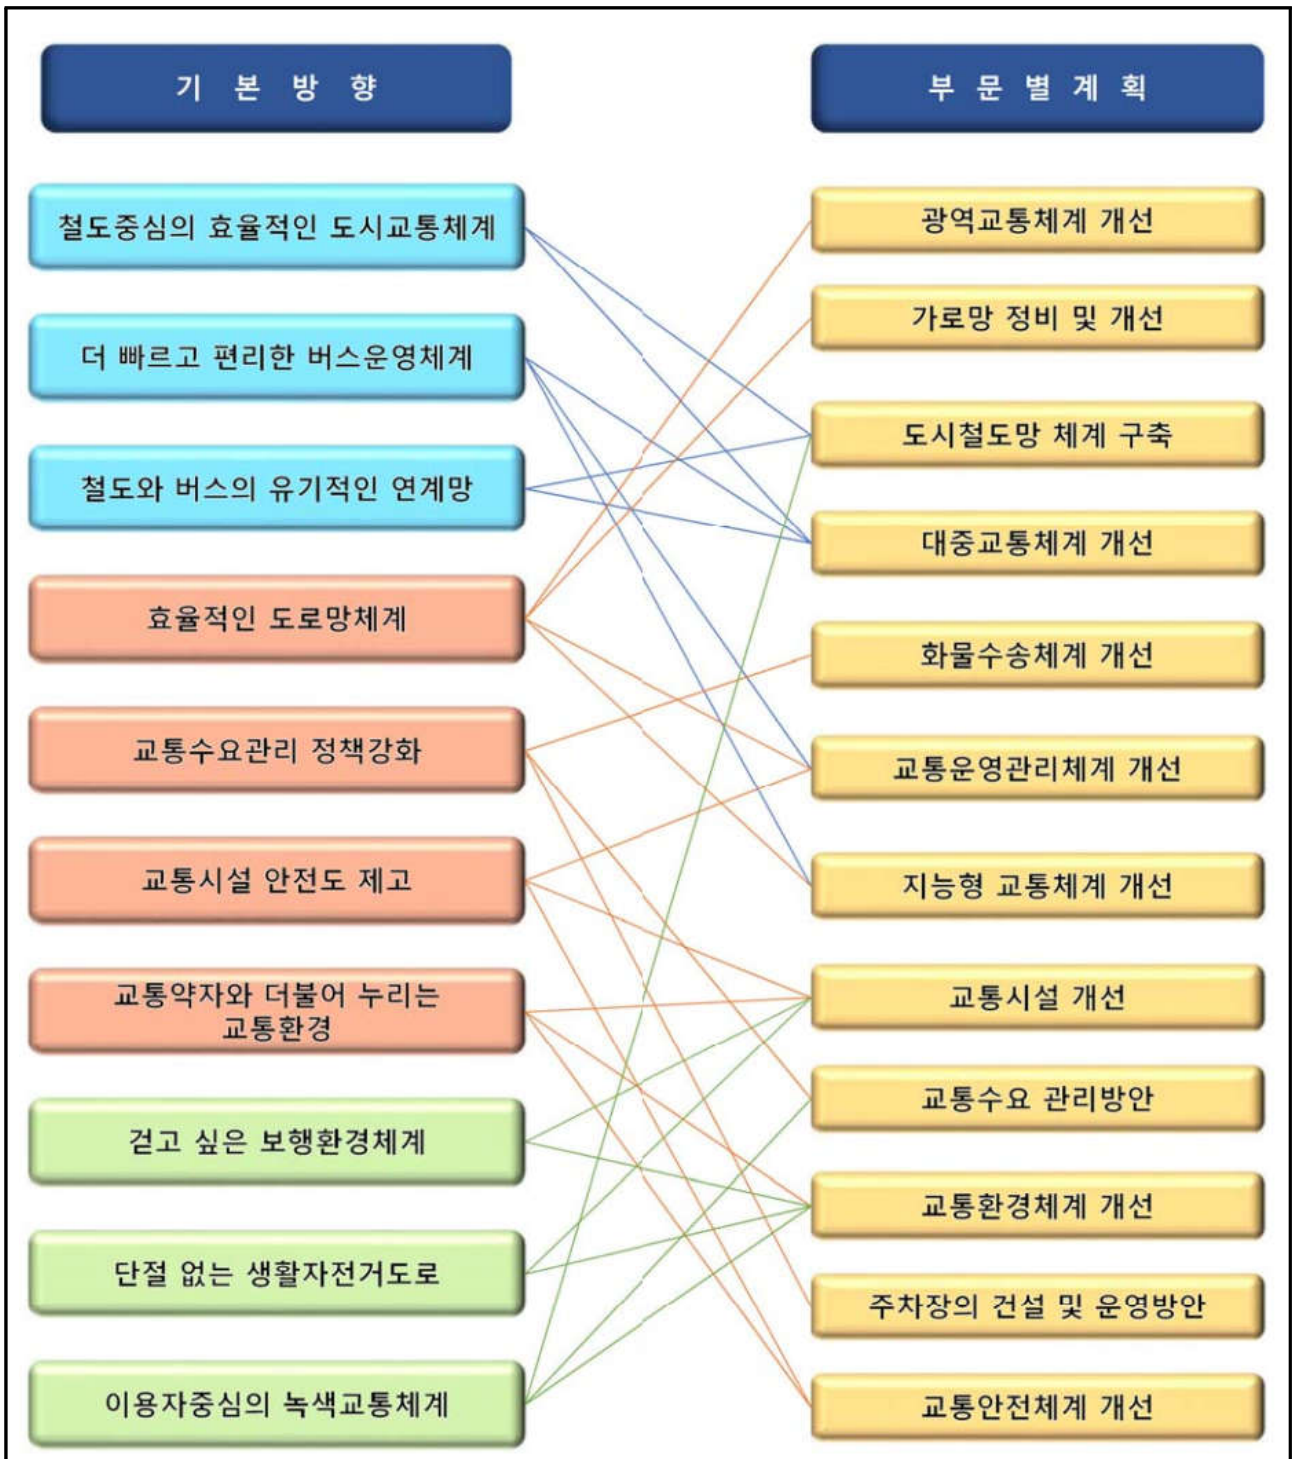 기 본 방 향
철도중심의 효율적인 도시교통체계
더 빠르고 편리한 버스운영체계
철도와 버스의 유기적인 연계망
효율적인 도로망체계
교통수요관리 정책강화
교통시설 안전도 제고
교통약자와 더불어 누리는
교통환경
걷고 싶은 보행환경체계
단절 없는 생활자전거도로
이용자중심의 녹색교통체계
부 문 별 계 획
광역교통체계 개선
가로망 정비 및 개선
도시철도망 체계 구축
대중교통체계 개선
화물수송체계 개선
교통운영관리체계 개선
지능형 교통체계 개선
교통시설 개선
교통수요 관리방안
교통환경체계 개선
주차장의 건설 및 운영방안
교통안전체계 개선